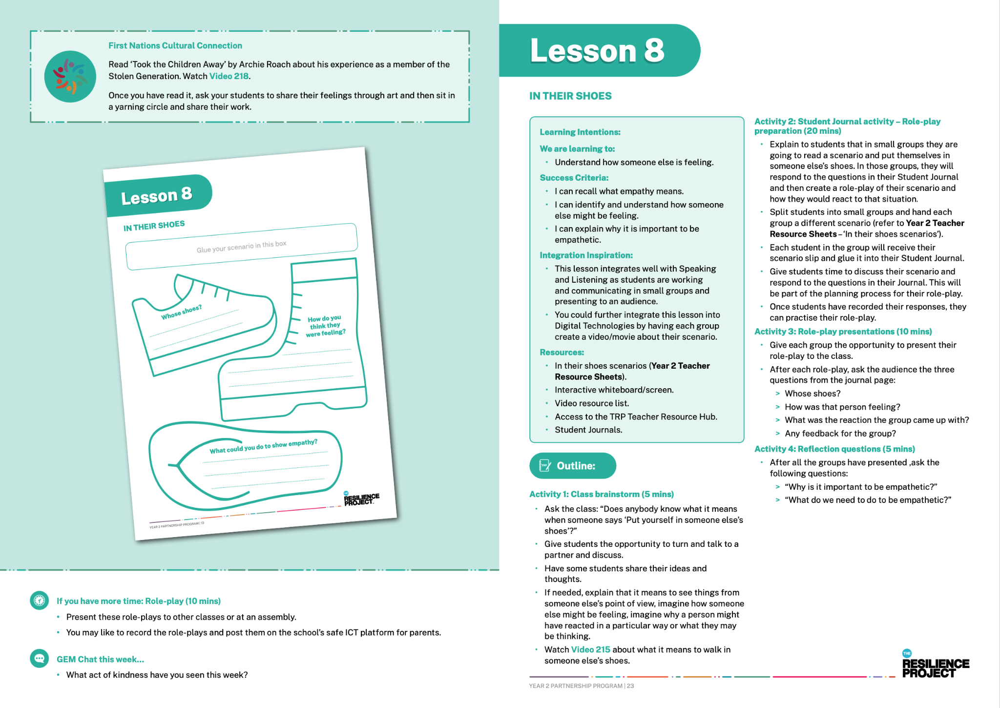 First Nations Cultural Connection
Read ‘Took the Children Away’ by Archie Roach about his experience as a member of the
Stolen Generation. Watch Video 218.
Once you have read it, ask your students to share their feelings through art and then sit in
a yarning circle and share their work.
Lesson 8
IN THEIR SHOES
Glue your scenario in this box
Whose shoes?
How do you
think they
were feeling?
What could you do to show empathy?
THE
RESILIENCE
PROJECT
YEAR 2 PARTNERSHIP PROGRAM | 13
If you have more time: Role-play (10 mins)
• Present these role-plays to other classes or at an assembly.
• You may like to record the role-plays and post them on the school’s safe ICT platform for parents.
GEM Chat this week...
• What act of kindness have you seen this week?
Lesson 8
IN THEIR SHOES
Learning Intentions:
We are learning to:
• Understand how someone else is feeling.
Success Criteria:
• I can recall what empathy means.
• I can identify and understand how someone
else might be feeling.
• I can explain why it is important to be
empathetic.
Integration Inspiration:
• This lesson integrates well with Speaking
and Listening as students are working
and communicating in small groups and
presenting to an audience.
• You could further integrate this lesson into
Digital Technologies by having each group
create a video/movie about their scenario.
Resources:
• In their shoes scenarios (Year 2 Teacher
Resource Sheets).
• Interactive whiteboard/screen.
• Video resource list.
• Access to the TRP Teacher Resource Hub.
• Student Journals.
TRP
Outline:
Activity 1: Class brainstorm (5 mins)
• Ask the class: “Does anybody know what it means
when someone says ‘Put yourself in someone else’s
shoes’?”
• Give students the opportunity to turn and talk to a
partner and discuss.
• Have some students share their ideas and
thoughts.
• If needed, explain that it means to see things from
someone else’s point of view, imagine how someone
else might be feeling, imagine why a person might
have reacted in a particular way or what they may
be thinking.
• Watch Video 215 about what it means to walk in
someone else’s shoes.
Activity 2: Student Journal activity – Role-play
preparation (20 mins)
• Explain to students that in small groups they are
going to read a scenario and put themselves in
someone else’s shoes. In those groups, they will
respond to the questions in their Student Journal
and then create a role-play of their scenario and
how they would react to that situation.
• Split students into small groups and hand each
group a different scenario (refer to Year 2 Teacher
Resource Sheets – ‘In their shoes scenarios’).
• Each student in the group will receive their
scenario slip and glue it into their Student Journal.
• Give students time to discuss their scenario and
respond to the questions in their Journal. This will
be part of the planning process for their role-play.
• Once students have recorded their responses, they
can practise their role-play.
Activity 3: Role-play presentations (10 mins)
• Give each group the opportunity to present their
role-play to the class.
• After each role-play, ask the audience the three
questions from the journal page:
> Whose shoes?
> How was that person feeling?
> What was the reaction the group came up with?
> Any feedback for the group?
Activity 4: Reflection questions (5 mins)
• After all the groups have presented ,ask the
following questions:
> “Why is it important to be empathetic?”
> “What do we need to do to be empathetic?”
THE
RESILIENCE
PROJECT
YEAR 2 PARTNERSHIP PROGRAM | 23